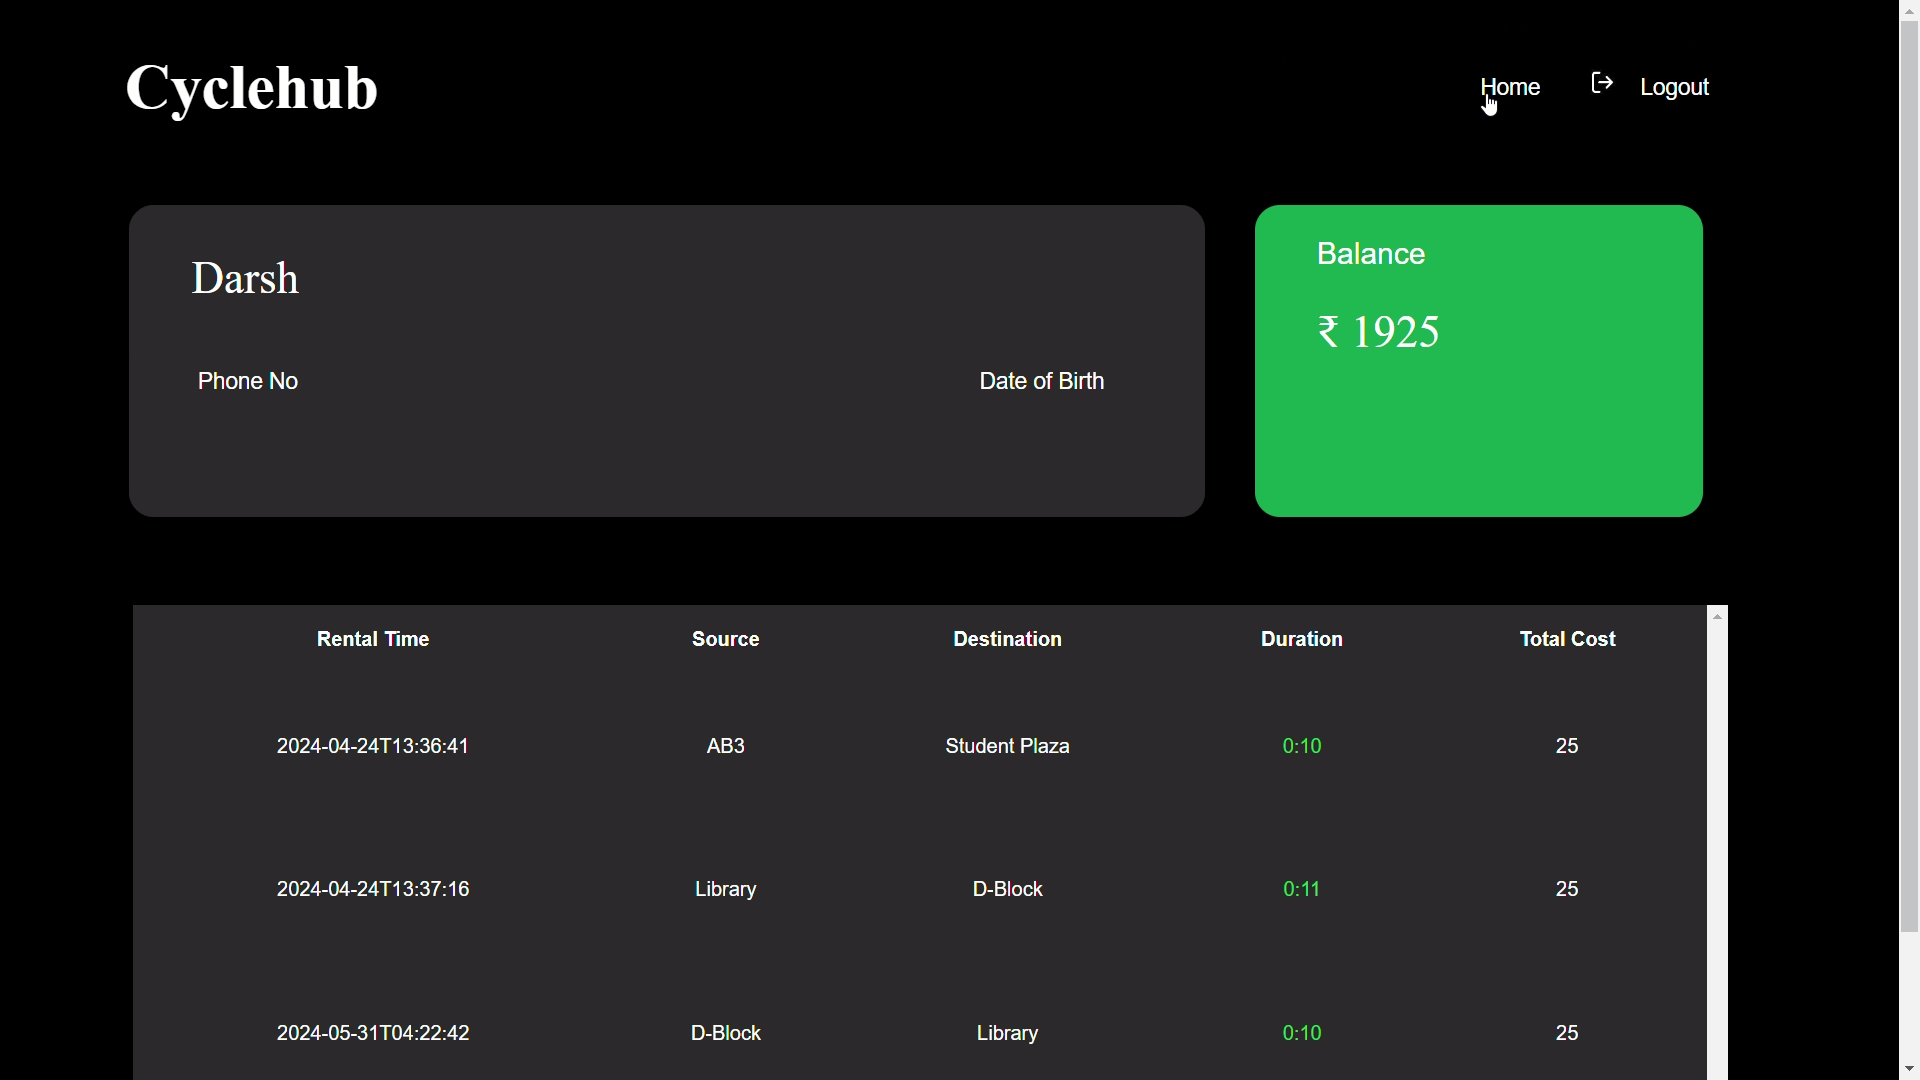 Cyclehub
Home Logout
Darsh
Phone No Date of Birth
Balance
₹ 1925
Rental Time Source Destination Duration Total Cost
2024-04-24T13:36:41 AB3 Student Plaza 0:10 25
2024-04-24T13:37:16 Library D-Block 0:11 25
2024-05-31T04:22:42 D-Block Library 0:10 25